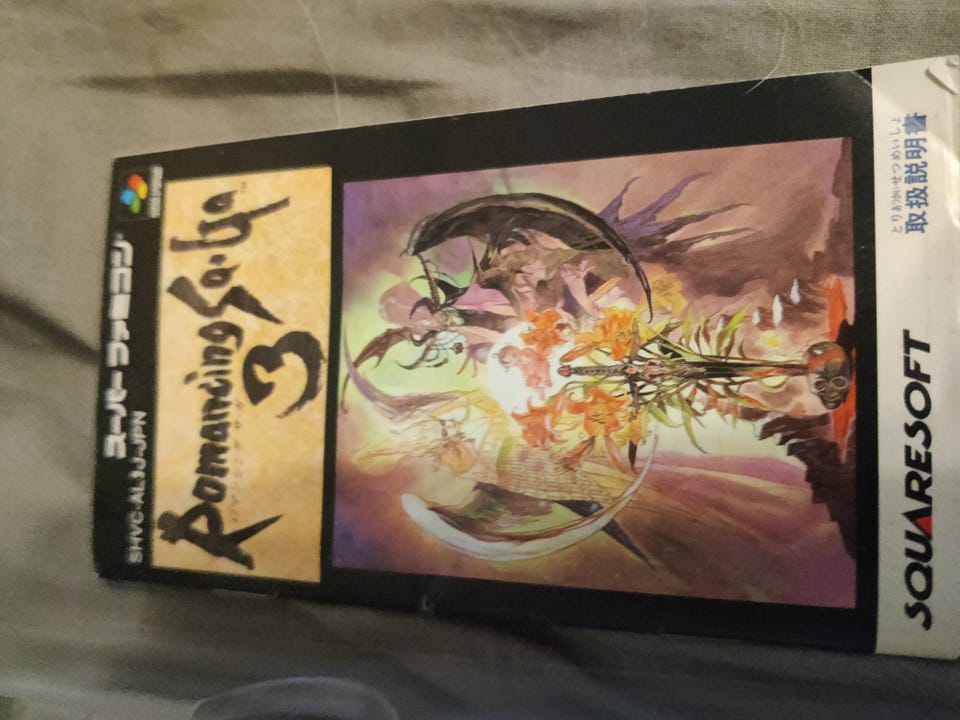 スーパーファミコン
SHVC-AL3J-JPN
Romancing Sa・Ga
3
SQUARESOFT
とりあつかいせつめいしょ
取扱説明書